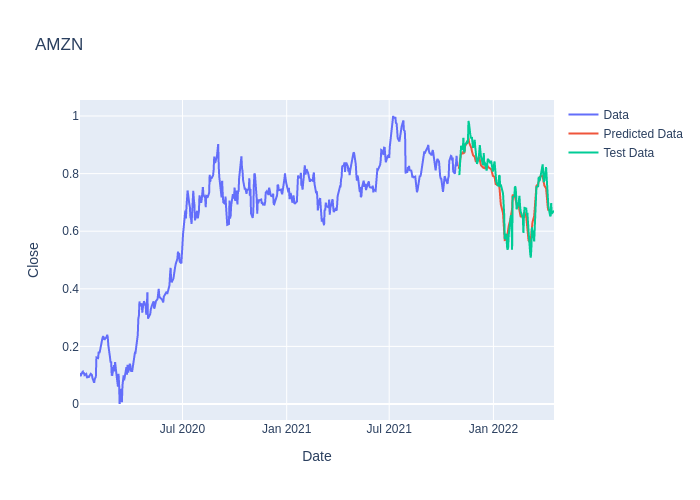 AMZN
Data
Predicted Data
Test Data
Close
1
0.8
0.6
0.4
0.2
0
Jul 2020 Jan 2021 Jul 2021 Jan 2022
Date